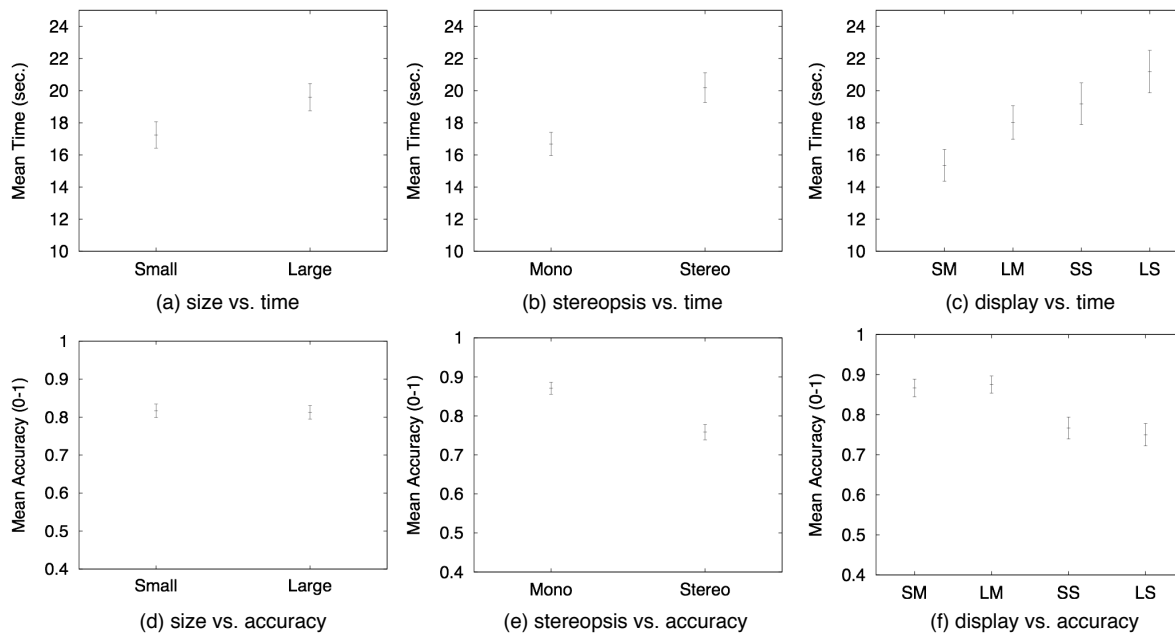 24
22
20
18
16
14
12
10
Mean Time (sec.)
Small Large
(a) size vs. time
24
22
20
18
16
14
12
10
Mean Time (sec.)
Mono Stereo
(b) stereopsis vs. time
24
22
20
18
16
14
12
10
Mean Time (sec.)
SM LM SS LS
(c) display vs. time
1
0.9
0.8
0.7
0.6
0.5
0.4
Mean Accuracy (0-1)
Small Large
(d) size vs. accuracy
1
0.9
0.8
0.7
0.6
0.5
0.4
Mean Accuracy (0-1)
Mono Stereo
(e) stereopsis vs. accuracy
1
0.9
0.8
0.7
0.6
0.5
0.4
Mean Accuracy (0-1)
SM LM SS LS
(f) display vs. accuracy